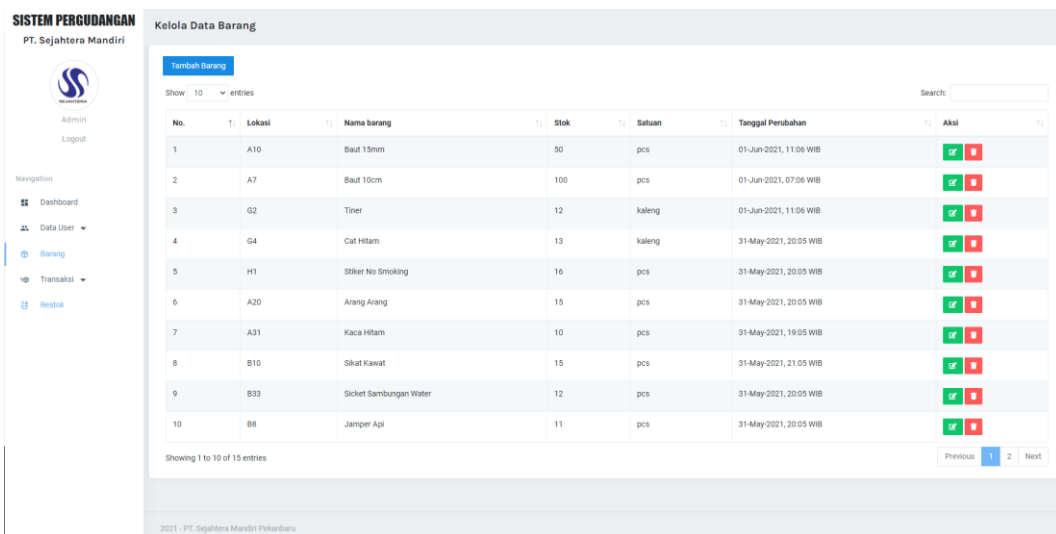 SISTEM PERGUDANGAN
PT. Sejahtera Mandiri
SEJAHTERA
Admin
Logout
Navigation
Dashboard
Data User
Barang
Transaksi
Restok
Kelola Data Barang
Tambah Barang
Show 10 entries
Search:
No. Lokasi Nama barang Stok Satuan Tanggal Perubahan Aksi
1 A10 Baut 15mm 50 pcs 01-Jun-2021, 11:06 WIB
2 A7 Baut 10cm 100 pcs 01-Jun-2021, 07:06 WIB
3 G2 Tiner 12 kaleng 01-Jun-2021, 11:06 WIB
4 G4 Cat Hitam 13 kaleng 31-May-2021, 20:05 WIB
5 H1 Stiker No Smoking 16 pcs 31-May-2021, 20:05 WIB
6 A20 Arang Arang 15 pcs 31-May-2021, 20:05 WIB
7 A31 Kaca Hitam 10 pcs 31-May-2021, 19:05 WIB
8 B10 Sikat Kawat 15 pcs 31-May-2021, 21:05 WIB
9 B33 Sicket Sambungan Water 12 pcs 31-May-2021, 20:05 WIB
10 B8 Jamper Api 11 pcs 31-May-2021, 20:05 WIB
Showing 1 to 10 of 15 entries
Previous 1 2 Next
2021 - PT. Sejahtera Mandiri Pekanbaru